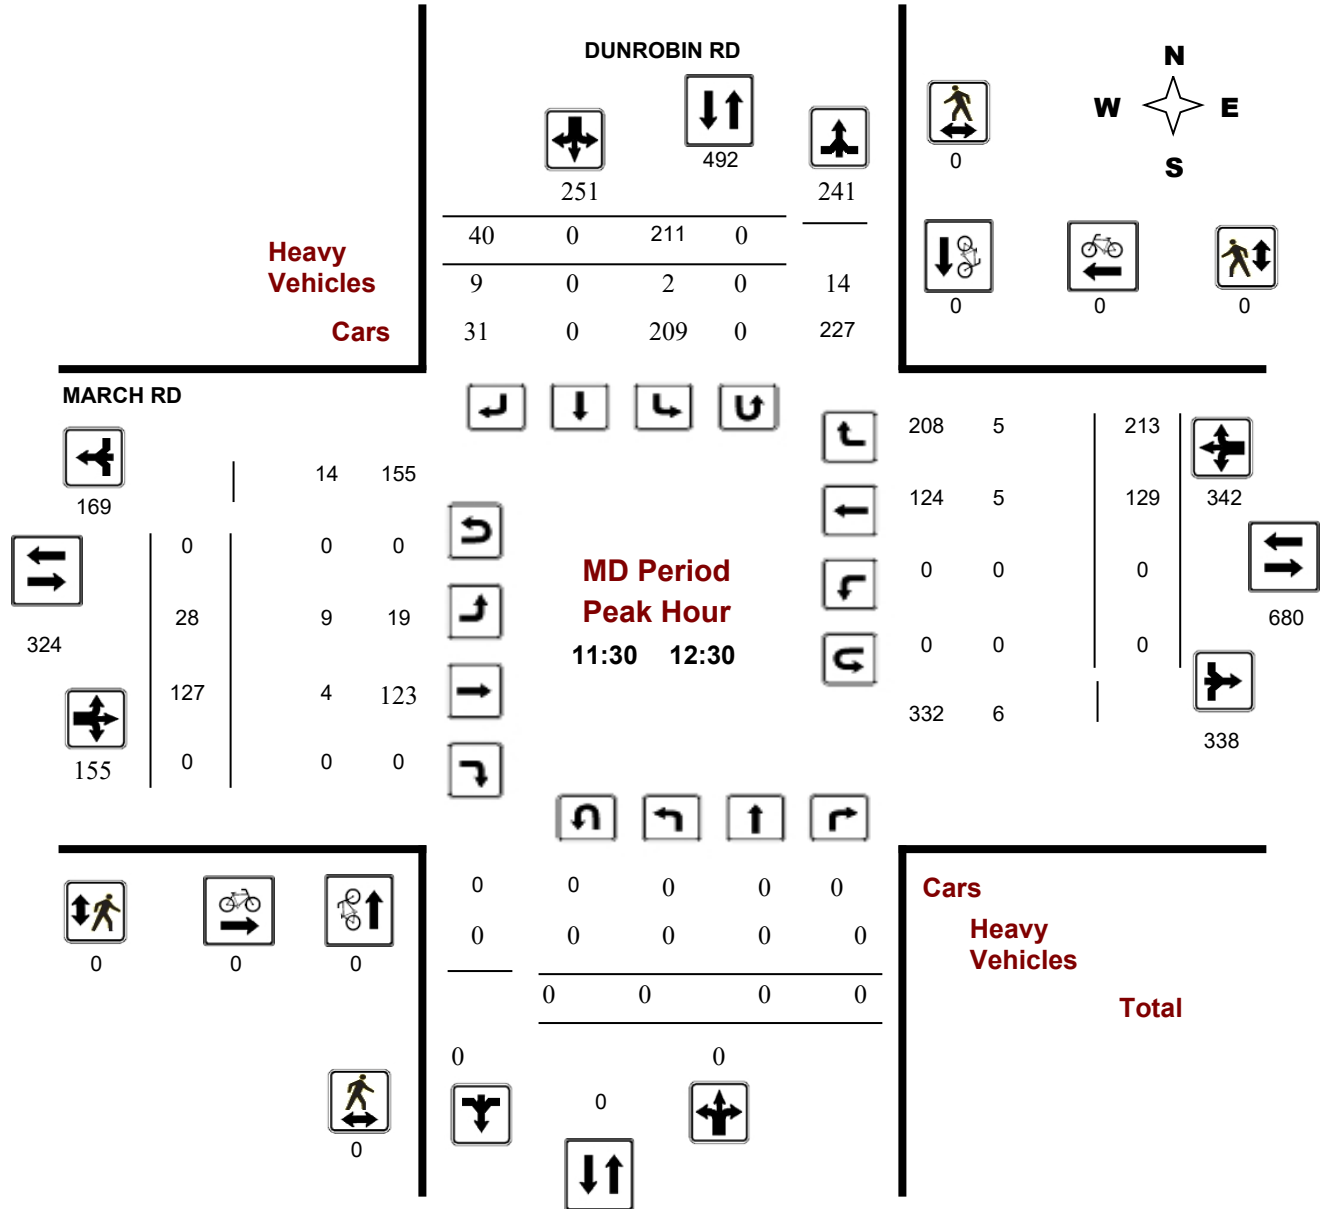 DUNROBIN RD
N
W E
S
492
0
251 241
40 0 211 0
Heavy
Vehicles
9 0 2 0 14
Cars
31 0 209 0 227
0 0 0
MARCH RD
208 5 213
14 155
169
124 5 129 342
0 0 0
MD Period
0 0 0
Peak Hour
28 9 19
680
324
11:30 12:30
0 0 0
127 4 123
332 6
338
155 0 0 0
0 0 0 0 0
Cars
0 0 0 0 0
Heavy
Vehicles
0 0 0
0 0 0 0
Total
0 0
0
0